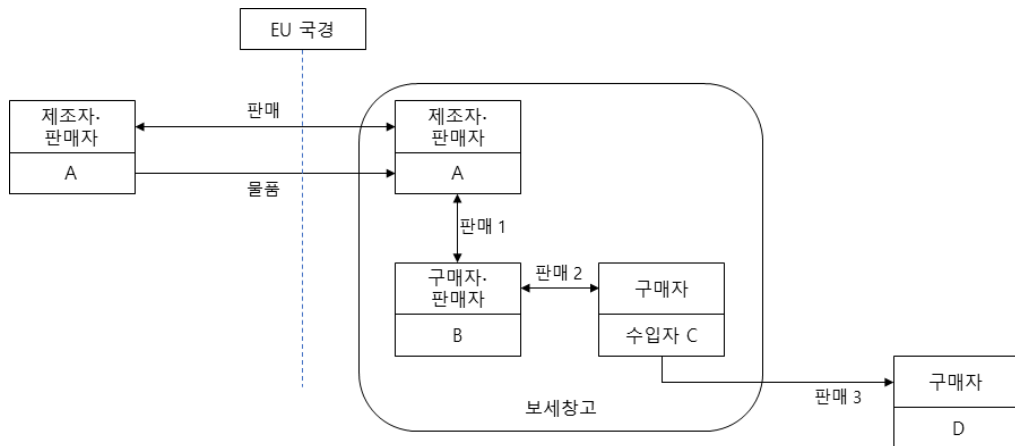 EU 국경
제조자·
판매자
A
판매
물품
제조자·
판매자
A
판매 1
구매자·
판매자
B
판매 2
구매자
수입자 C
보세창고
판매 3
구매자
D